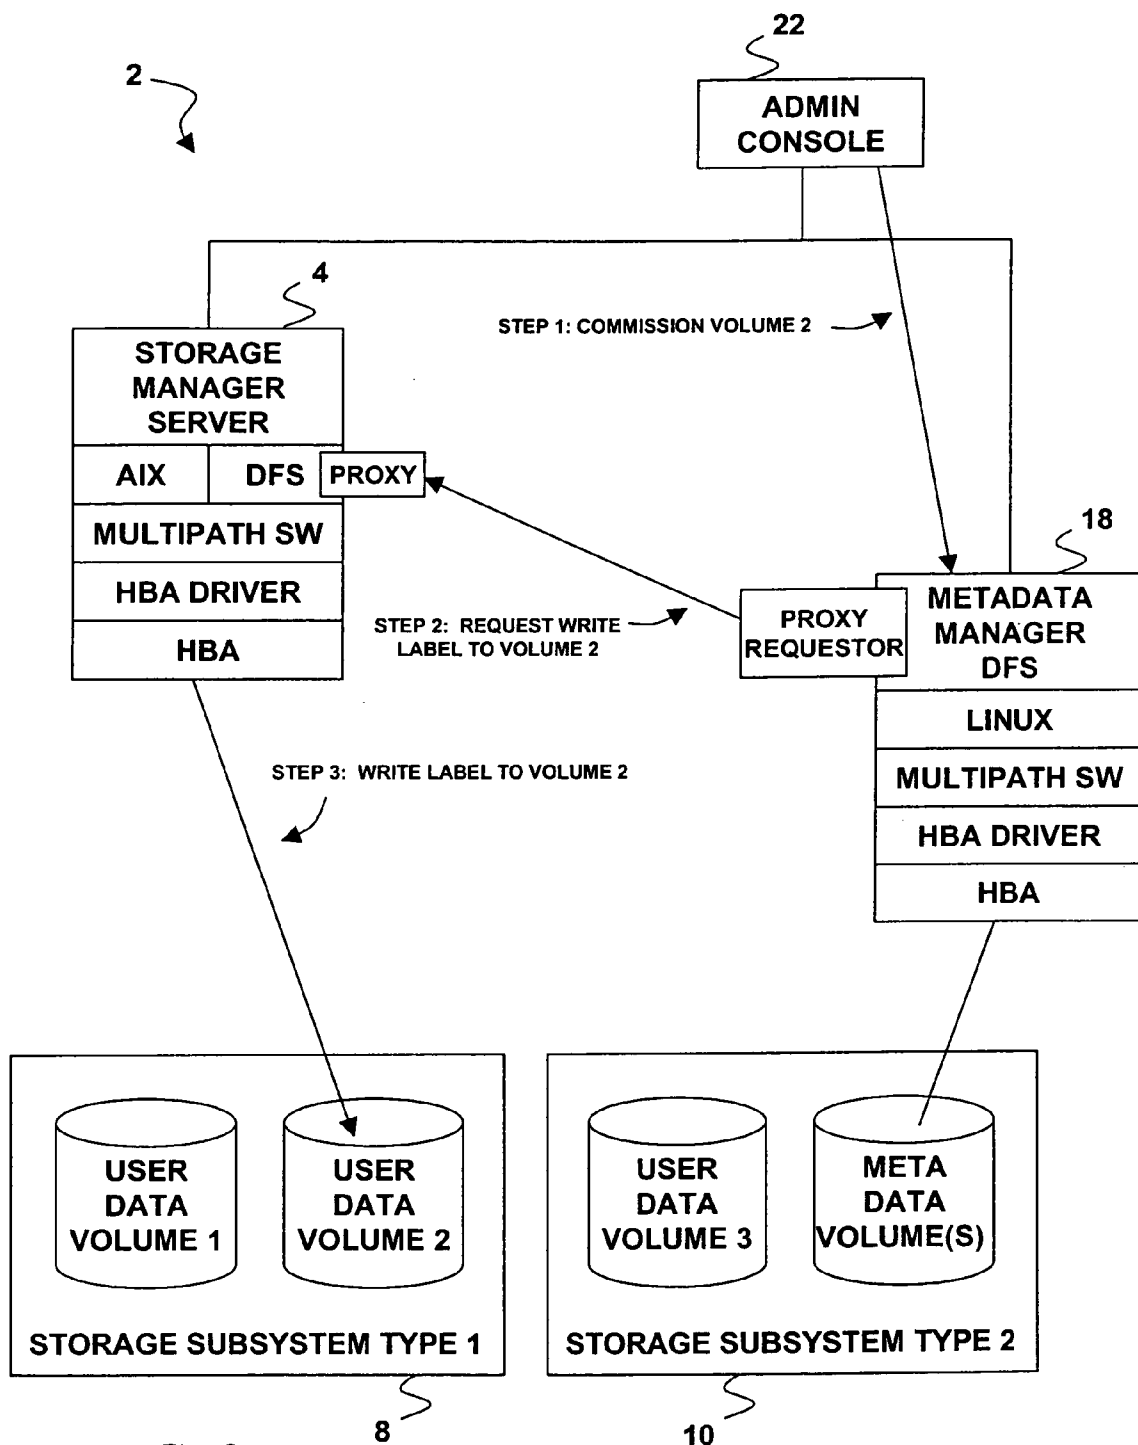 22
2
ADMIN
CONSOLE
4
STEP 1: COMMISSION VOLUME 2
STORAGE
MANAGER
SERVER
AIX
DFS
PROXY
MULTIPATH SW
HBA DRIVER
HBA
18
STEP 2: REQUEST WRITE
LABEL TO VOLUME 2
PROXY
REQUESTOR
METADATA
MANAGER
DFS
LINUX
MULTIPATH SW
HBA DRIVER
HBA
STEP 3: WRITE LABEL TO VOLUME 2
USER
DATA
VOLUME 1
USER
DATA
VOLUME 2
STORAGE SUBSYSTEM TYPE 1
USER
DATA
VOLUME 3
META
DATA
VOLUME(S)
STORAGE SUBSYSTEM TYPE 2
8
10